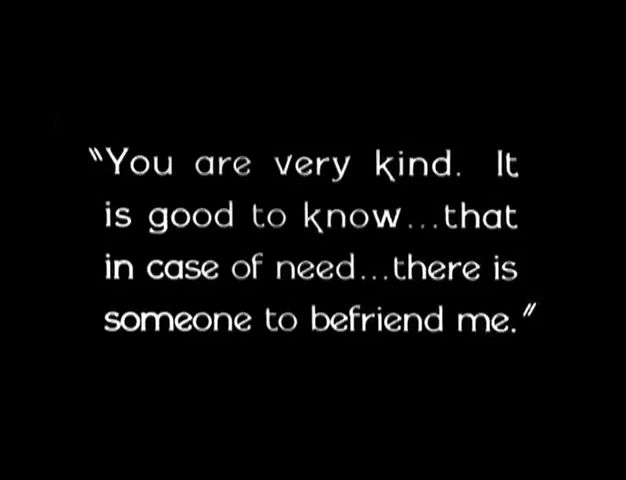 "You are very kind. It
is good to know...that
in case of need...there is
someone to befriend me."